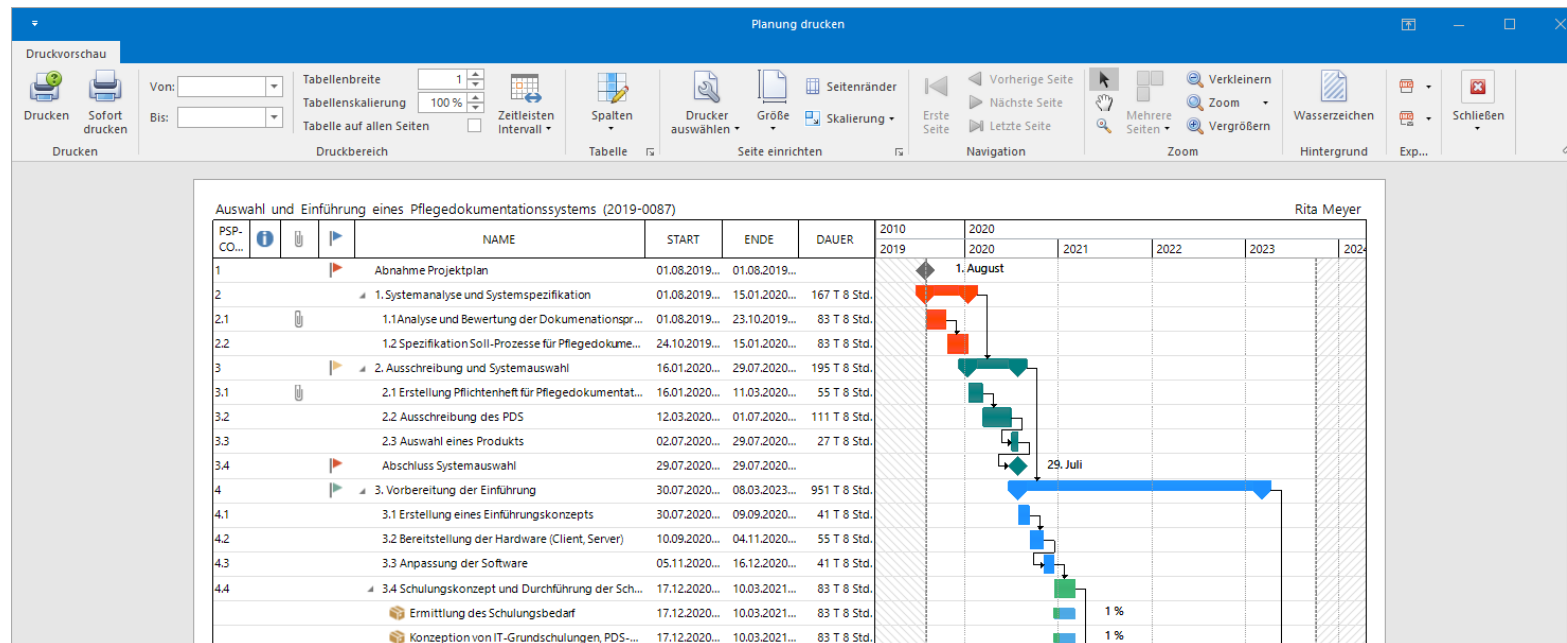 Planung drucken
Druckvorschau
Drucken
Sofort drucken
Von:
Bis:
Drucken
Tabellenbreite 1
Tabellenskalierung 100 %
Tabelle auf allen Seiten
Zeitleisten Intervall
Druckbereich
Spalten
Tabelle
Drucker auswählen
Größe
Seitenränder
Skalierung
Seite einrichten
Erste Seite
Vorherige Seite
Nächste Seite
Letzte Seite
Navigation
Mehrere Seiten
Verkleinern
Zoom
Vergrößern
Zoom
Wasserzeichen
Hintergrund
Exp...
Schließen
Auswahl und Einführung eines Pflegedokumentationssystems (2019-0087) Rita Meyer
PSP-CO... NAME START ENDE DAUER
2010 2020
2019 2020 2021 2022 2023 2024
1 Abnahme Projektplan 01.08.2019... 01.08.2019... 1. August
2 1. Systemanalyse und Systemspezifikation 01.08.2019... 15.01.2020... 167 T 8 Std.
2.1 1.1Analyse und Bewertung der Dokumenationspr... 01.08.2019... 23.10.2019... 83 T 8 Std.
2.2 1.2 Spezifikation Soll-Prozesse für Pflegedokume... 24.10.2019... 15.01.2020... 83 T 8 Std.
3 2. Ausschreibung und Systemauswahl 16.01.2020... 29.07.2020... 195 T 8 Std.
3.1 2.1 Erstellung Pflichtenheft für Pflegedokumentat... 16.01.2020... 11.03.2020... 55 T 8 Std.
3.2 2.2 Ausschreibung des PDS 12.03.2020... 01.07.2020... 111 T 8 Std.
3.3 2.3 Auswahl eines Produkts 02.07.2020... 29.07.2020... 27 T 8 Std.
3.4 Abschluss Systemauswahl 29.07.2020... 29.07.2020... 29. Juli
4 3. Vorbereitung der Einführung 30.07.2020... 08.03.2023... 951 T 8 Std.
4.1 3.1 Erstellung eines Einführungskonzepts 30.07.2020... 09.09.2020... 41 T 8 Std.
4.2 3.2 Bereitstellung der Hardware (Client, Server) 10.09.2020... 04.11.2020... 55 T 8 Std.
4.3 3.3 Anpassung der Software 05.11.2020... 16.12.2020... 41 T 8 Std.
4.4 3.4 Schulungskonzept und Durchführung der Sch... 17.12.2020... 10.03.2021... 83 T 8 Std.
Ermittlung des Schulungsbedarf 17.12.2020... 10.03.2021... 83 T 8 Std. 1 %
Konzeption von IT-Grundschulungen, PDS-... 17.12.2020... 10.03.2021... 83 T 8 Std. 1 %